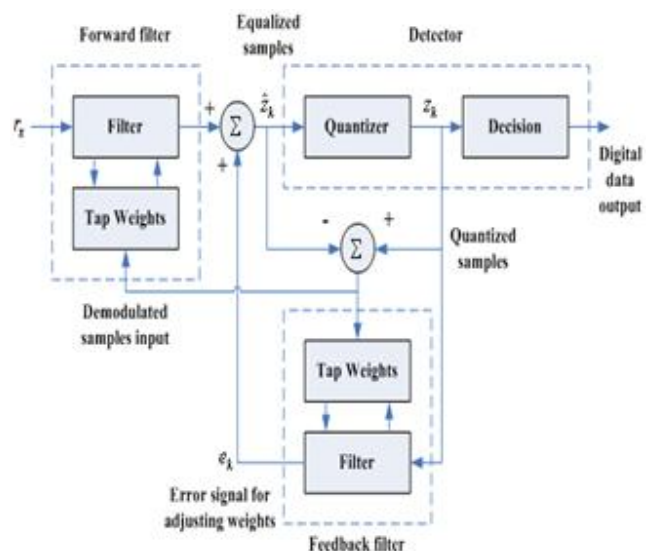 Forward filter
Equalized
samples
Detector
r_x
Filter
+
Σ
+
ẑ_k
Quantizer
z_k
Decision
Digital
data
output
Tap Weights
-
+
Σ
Quantized
samples
Demodulated
samples input
Tap Weights
e_k
Filter
Error signal for
adjusting weights
Feedback filter